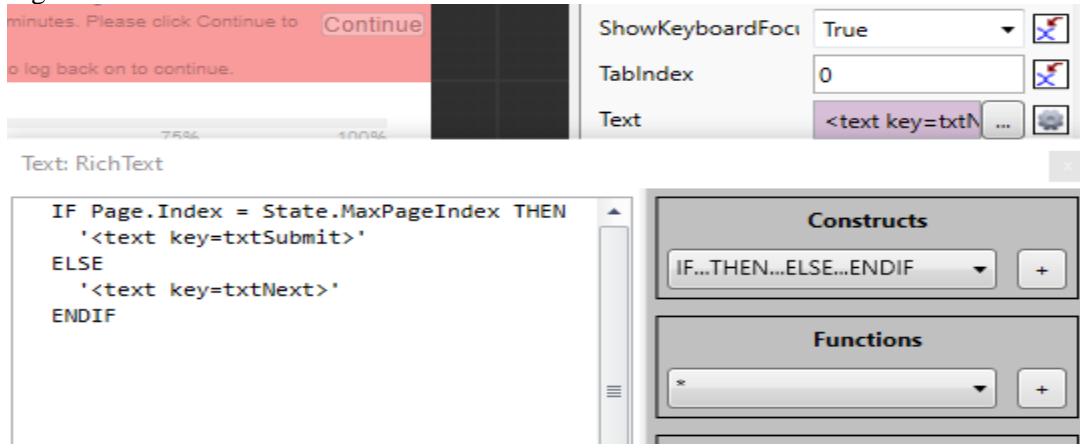 minutes. Please click Continue to
Continue
o log back on to continue.
75%
100%
ShowKeyboardFocu
True
TabIndex
0
Text
<text key=txtN
...
Text: RichText
x
IF Page.Index = State.MaxPageIndex THEN
'<text key=txtSubmit>'
ELSE
'<text key=txtNext>'
ENDIF
Constructs
IF...THEN...ELSE...ENDIF
+
Functions
*
+